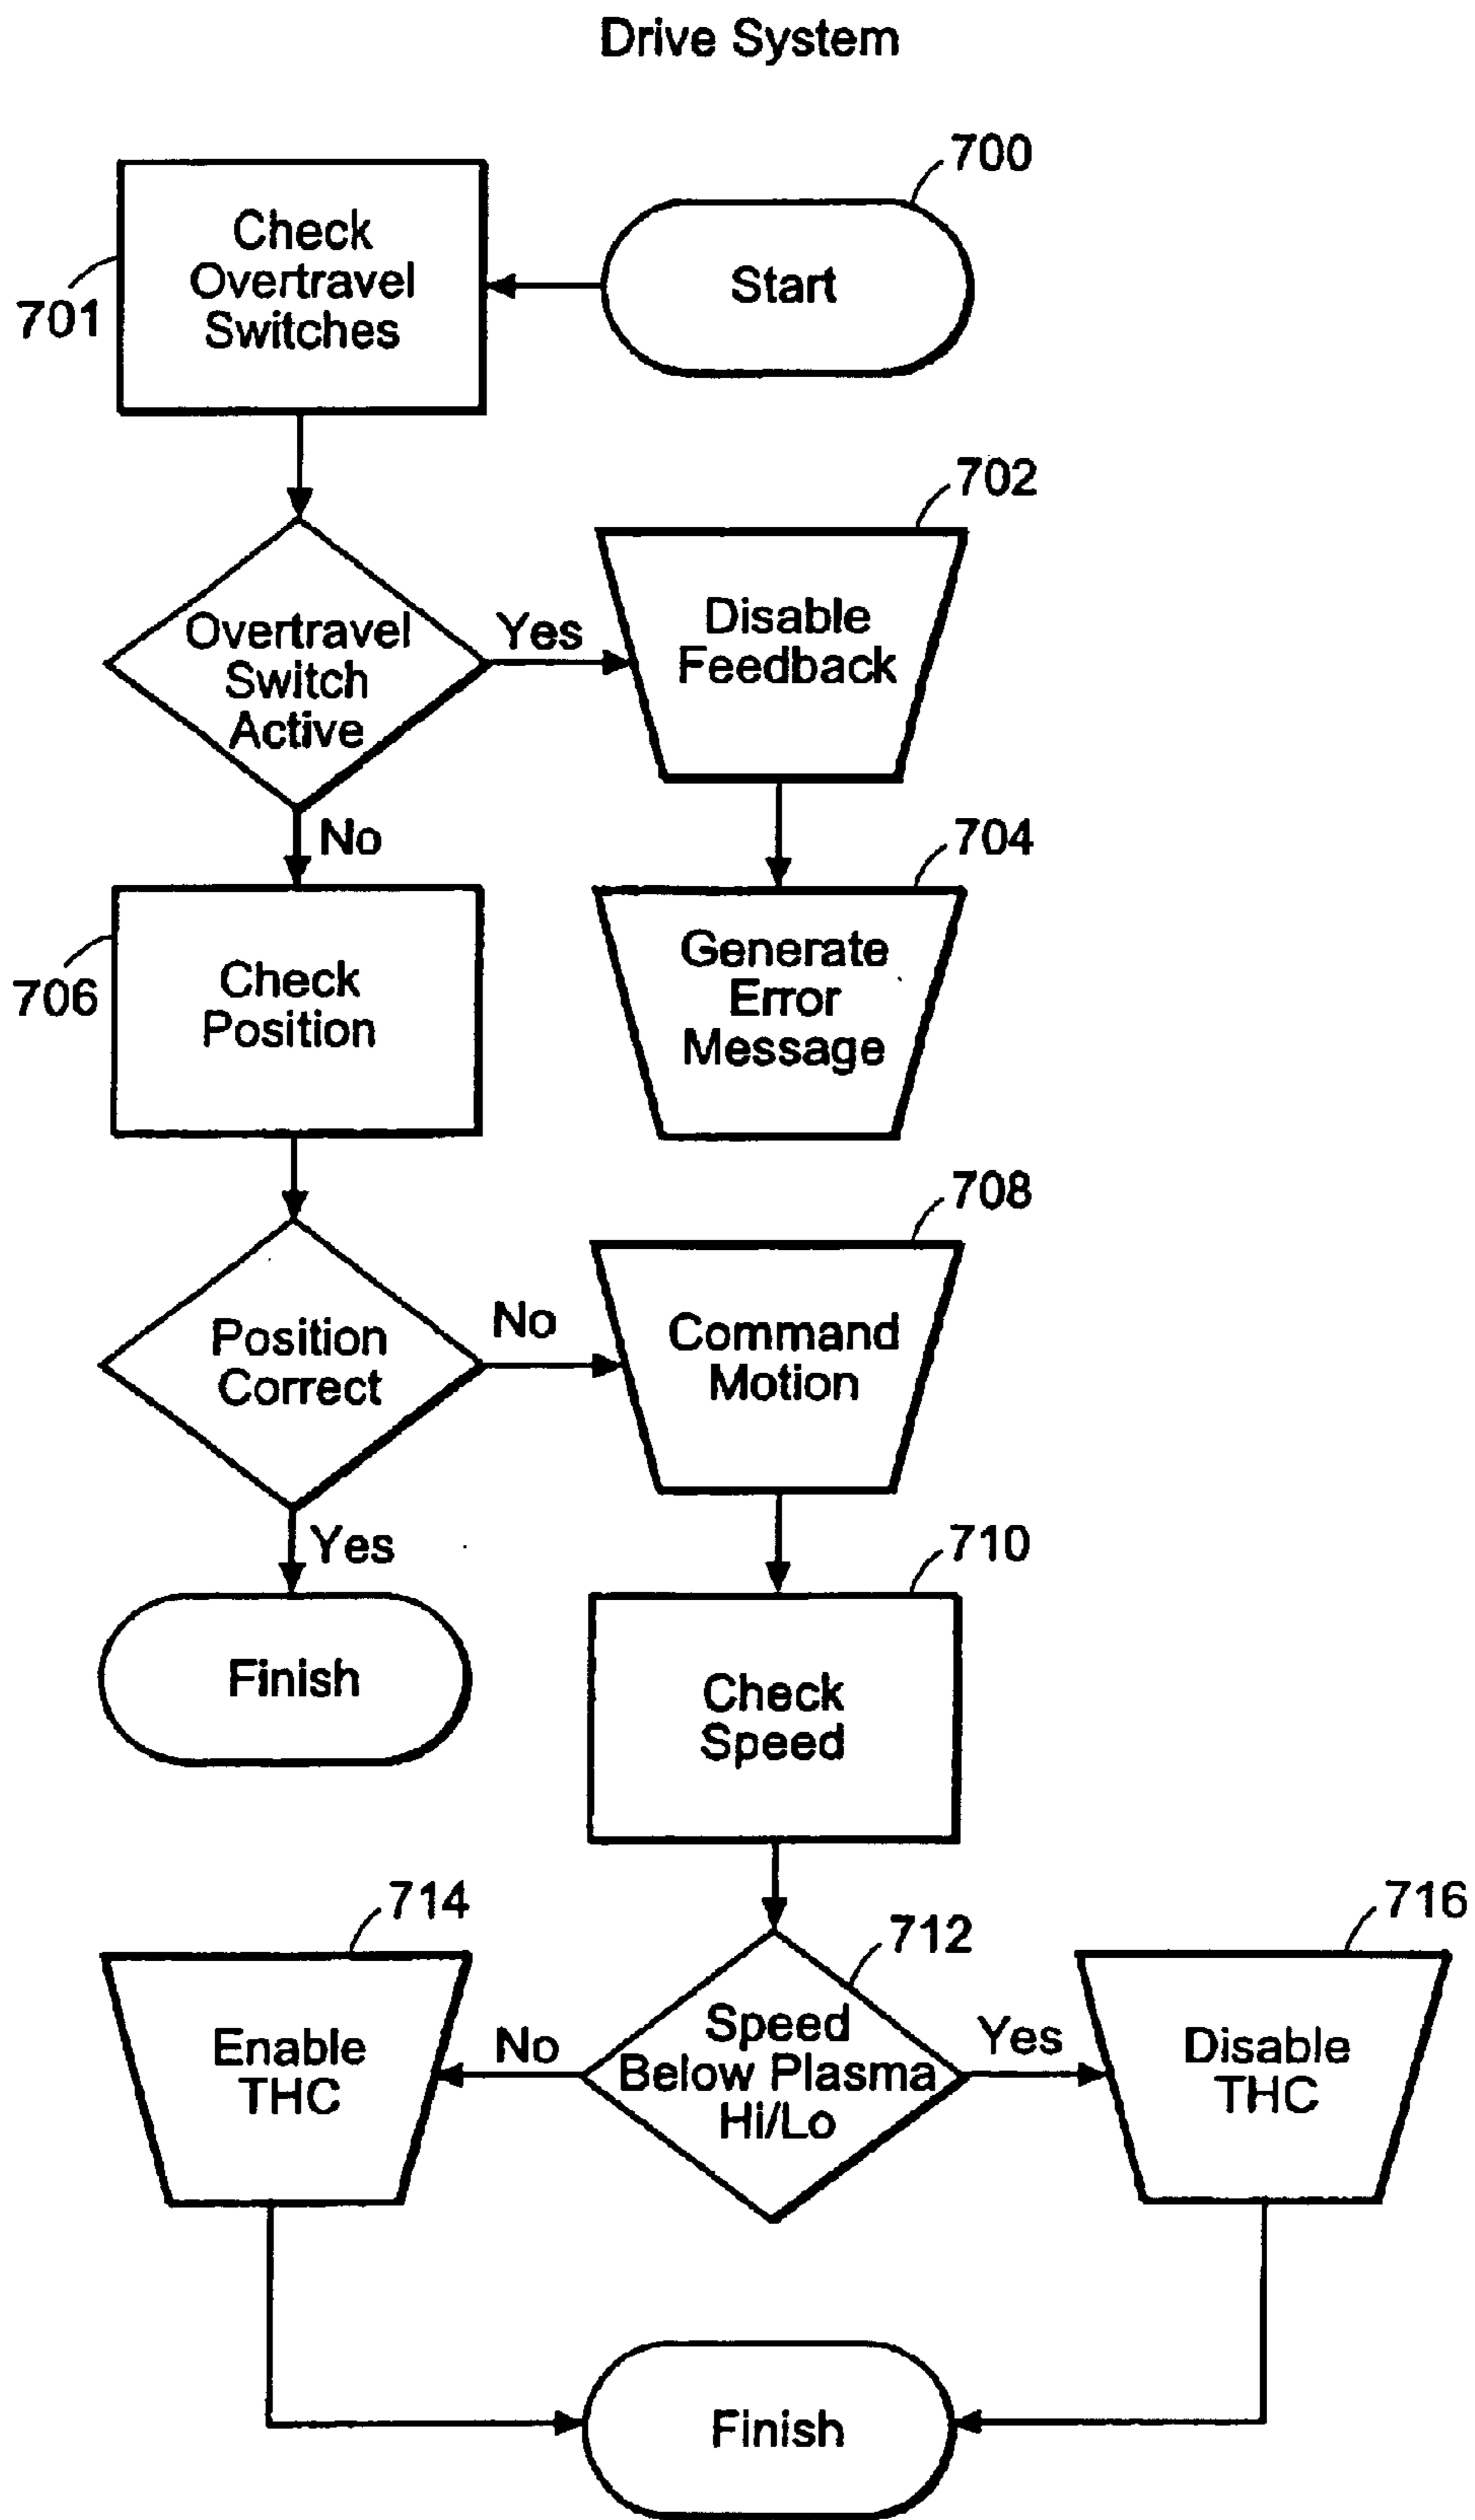 Drive System
700
Check
Overtravel
Switches
Start
701
702
Overtravel
Switch
Active
Yes
Disable
Feedback
No
704
706
Check
Position
Generate
Error
Message
708
Position
Correct
No
Command
Motion
Yes
710
Finish
Check
Speed
714
712
716
Enable
THC
No
Speed
Below Plasma
Hi/Lo
Yes
Disable
THC
Finish